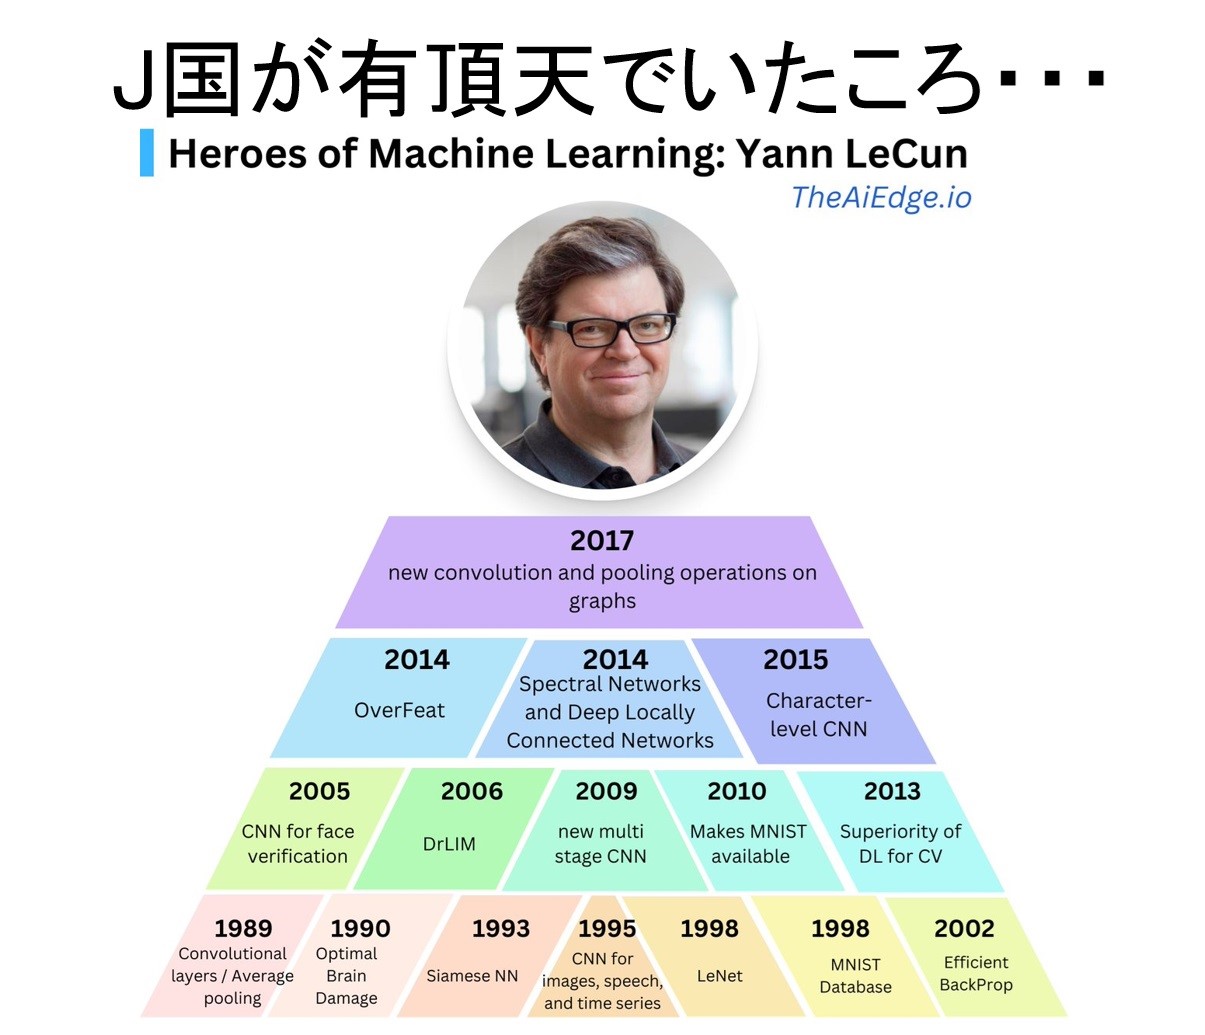 J国が有頂天でいたころ・・・
Heroes of Machine Learning: Yann LeCun
TheAiEdge.io
2017
new convolution and pooling operations on
graphs
2014
OverFeat
2014
Spectral Networks
and Deep Locally
Connected Networks
2015
Character-
level CNN
2005
CNN for face
verification
2006
DrLIM
2009
new multi
stage CNN
2010
Makes MNIST
available
2013
Superiority of
DL for CV
1989
Convolutional
layers / Average
pooling
1990
Optimal
Brain
Damage
1993
Siamese NN
1995
CNN for
images, speech,
and time series
1998
LeNet
1998
MNIST
Database
2002
Efficient
BackProp